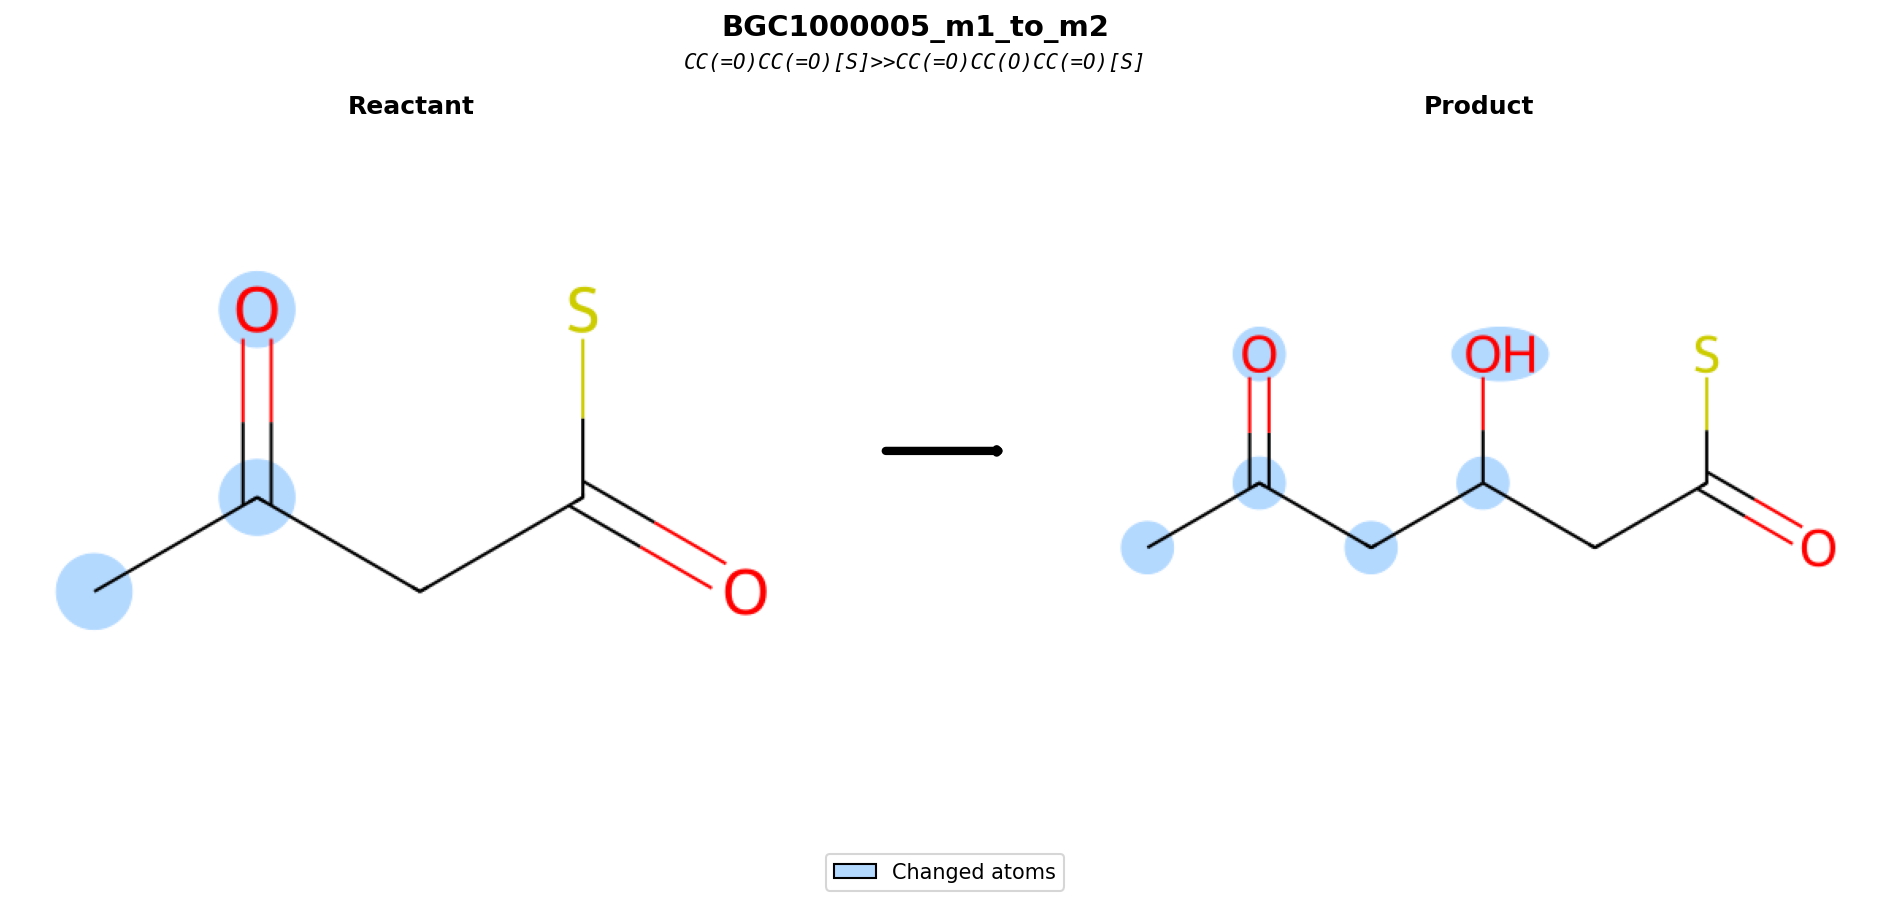 BGC1000005_m1_to_m2
CC(=O)CC(=O)[S]>>CC(=O)CC(O)CC(=O)[S]
Reactant
Product
O
S
O
O
OH
S
O
Changed atoms